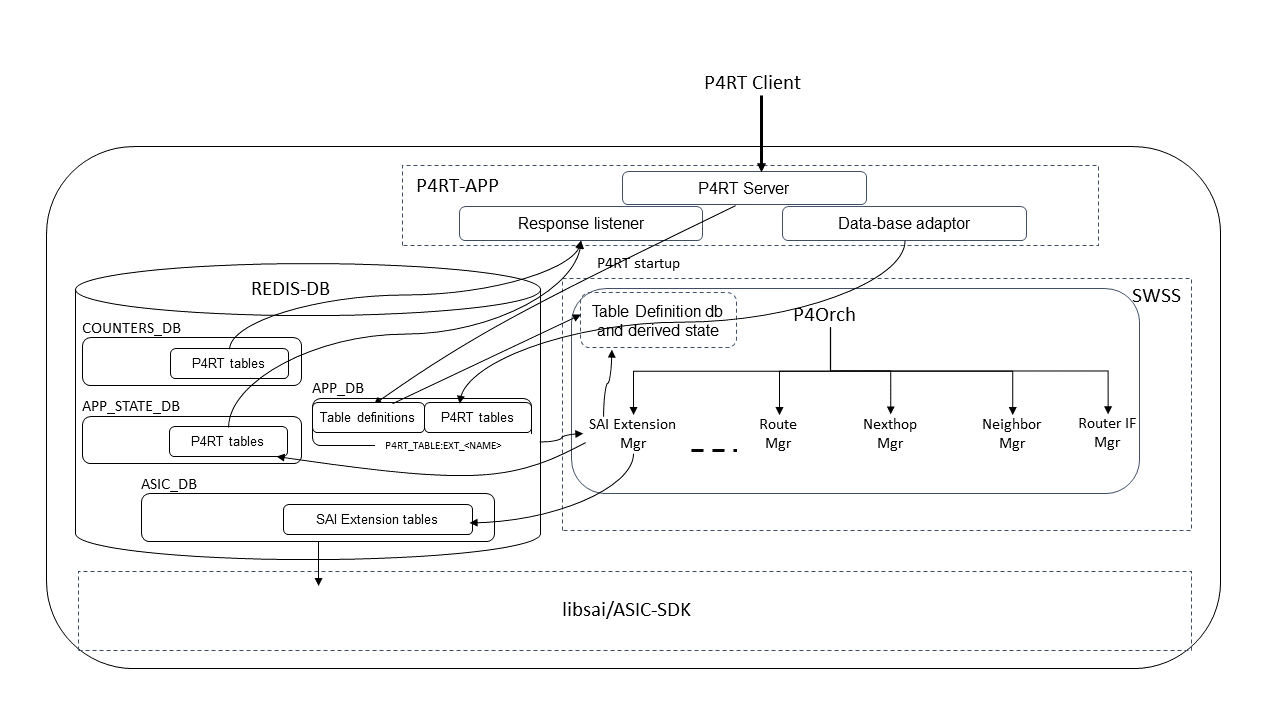 P4RT Client
P4RT-APP
P4RT Server
Response listener
Data-base adaptor
P4RT startup
REDIS-DB
SWSS
Table Definition db
and derived state
P4Orch
COUNTERS_DB
P4RT tables
APP_DB
Table definitions
P4RT tables
P4RT_TABLE:EXT_<NAME>
APP_STATE_DB
P4RT tables
SAI Extension
Mgr
Route
Mgr
Nexthop
Mgr
Neighbor
Mgr
Router IF
Mgr
ASIC_DB
SAI Extension tables
libsai/ASIC-SDK